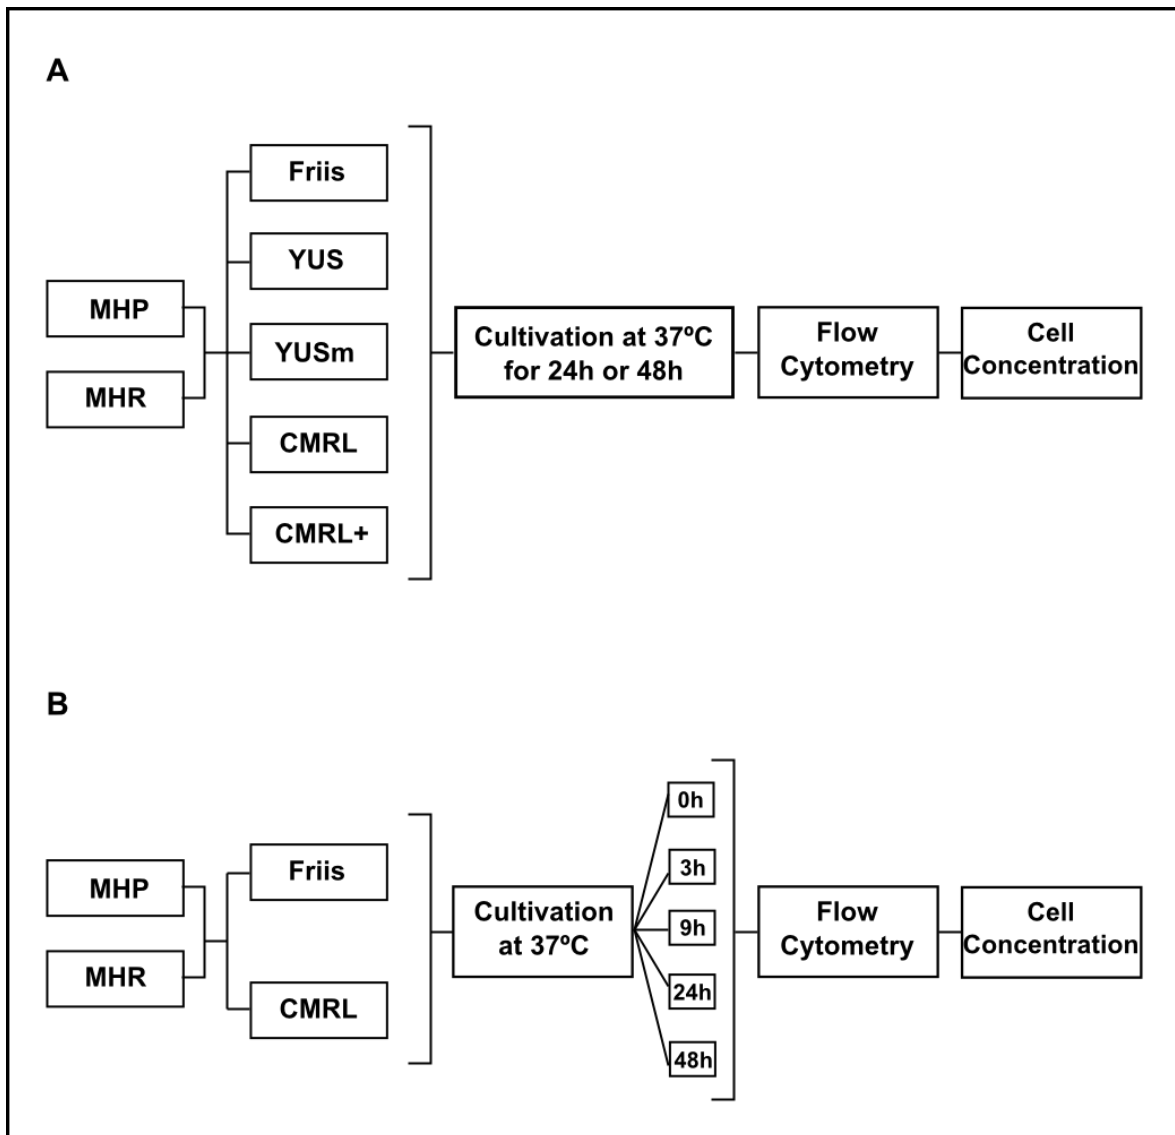 A
MHP
MHR
Friis
YUS
YUSm
CMRL
CMRL+
Cultivation at 37ºC
for 24h or 48h
Flow
Cytometry
Cell
Concentration
B
MHP
MHR
Friis
CMRL
Cultivation
at 37ºC
0h
3h
9h
24h
48h
Flow
Cytometry
Cell
Concentration